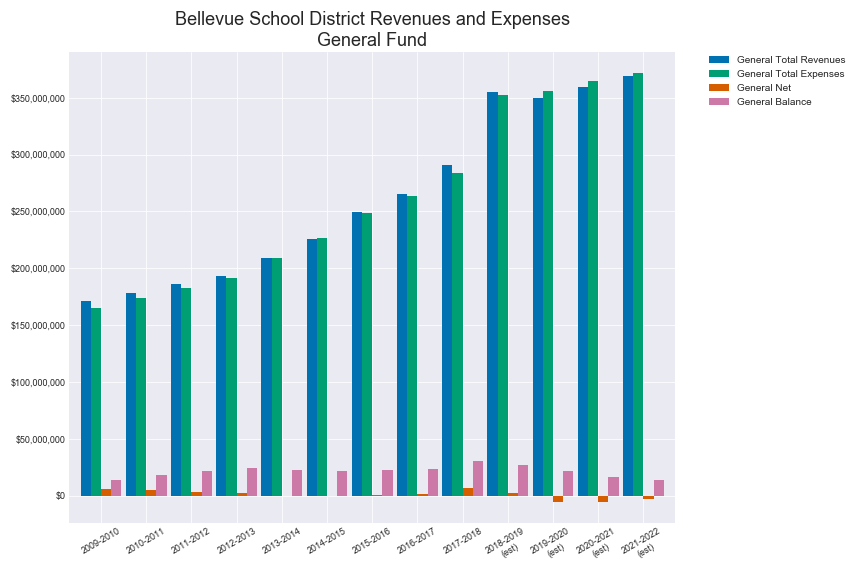 Bellevue School District Revenues and Expenses
General Fund
General Total Revenues
General Total Expenses
General Net
General Balance
$350,000,000
$300,000,000
$250,000,000
$200,000,000
$150,000,000
$100,000,000
$50,000,000
$0
2009-2010
2010-2011
2011-2012
2012-2013
2013-2014
2014-2015
2015-2016
2016-2017
2017-2018
2018-2019
(est)
2019-2020
(est)
2020-2021
(est)
2021-2022
(est)